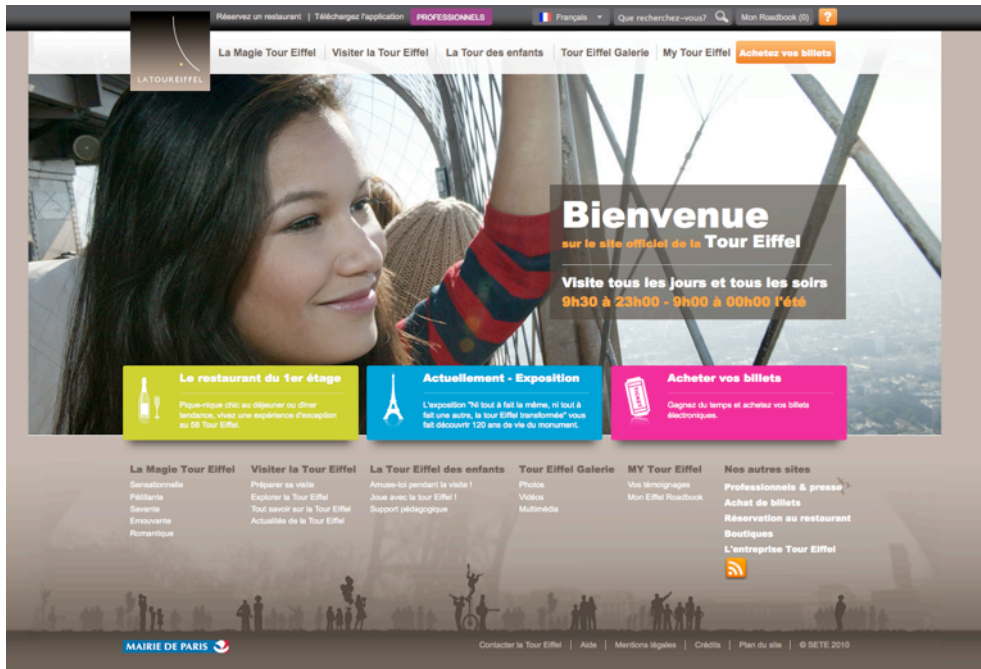 Réservez un restaurant | Téléchargez l'application PROFESSIONNELS Français Que recherchez-vous? Mon Roadbook (0) ?
LATOUREIFFEL
La Magie Tour Eiffel Visiter la Tour Eiffel La Tour des enfants Tour Eiffel Galerie My Tour Eiffel Achetez vos billets
Bienvenue
sur le site officiel de la Tour Eiffel
Visite tous les jours et tous les soirs
9h30 à 23h00 - 9h00 à 00h00 l'été
Le restaurant du 1er étage
Pique-nique chic au déjeuner ou dîner
tendance, vivez une expérience d'exception
au 58 Tour Eiffel.
Actuellement - Exposition
L'exposition "Ni tout à fait la même, ni tout à
fait une autre, la tour Eiffel transformée" vous
fait découvrir 120 ans de vie du monument.
Acheter vos billets
Gagnez du temps et achetez vos billets
électroniques.
La Magie Tour Eiffel
Sensationnelle
Pétillante
Savante
Emouvante
Romantique
Visiter la Tour Eiffel
Préparer sa visite
Explorer la Tour Eiffel
Tout savoir sur la Tour Eiffel
Actualités de la Tour Eiffel
La Tour Eiffel des enfants
Amuse-toi pendant la visite !
Joue avec la tour Eiffel !
Support pédagogique
Tour Eiffel Galerie
Photos
Vidéos
Multimédia
MY Tour Eiffel
Vos témoignages
Mon Eiffel Roadbook
Nos autres sites
Professionnels & presse
Achat de billets
Réservation au restaurant
Boutiques
L'entreprise Tour Eiffel
MAIRIE DE PARIS
Contacter la Tour Eiffel | Aide | Mentions légales | Crédits | Plan du site | © SETE 2010